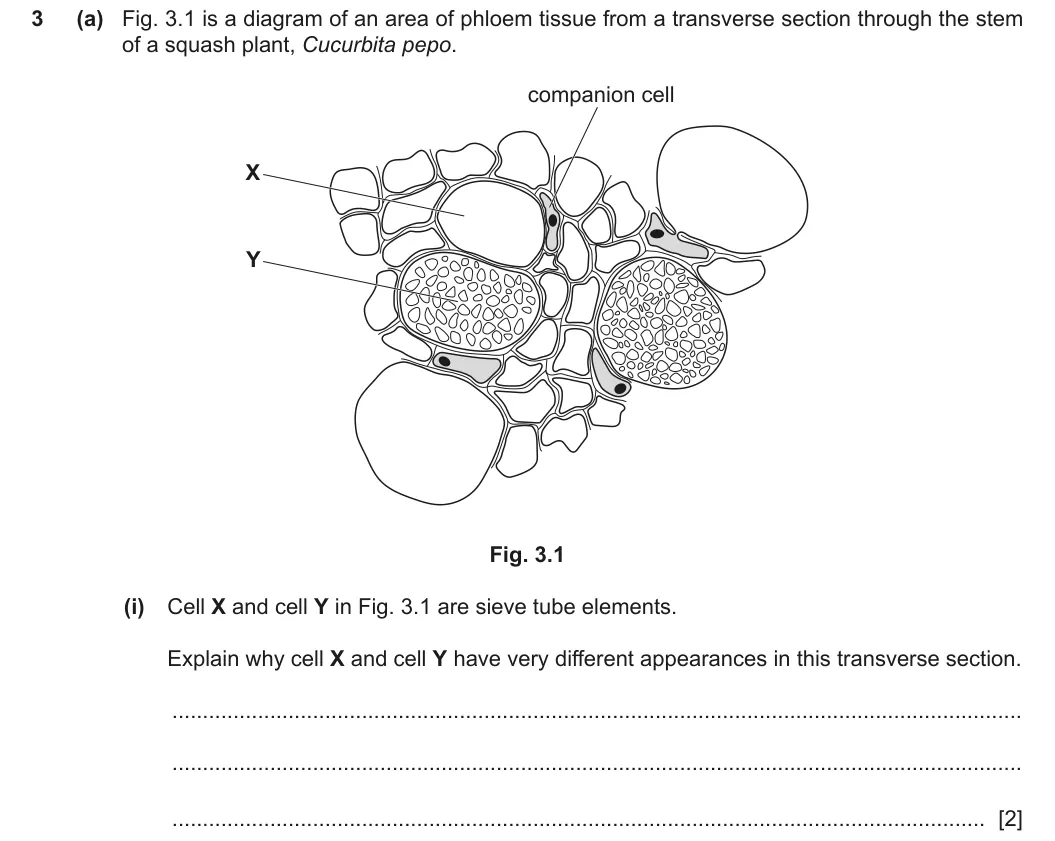 3 (a) Fig. 3.1 is a diagram of an area of phloem tissue from a transverse section through the stem
of a squash plant, Cucurbita pepo.
companion cell
X
Y
Fig. 3.1
(i) Cell X and cell Y in Fig. 3.1 are sieve tube elements.
Explain why cell X and cell Y have very different appearances in this transverse section.
[2]